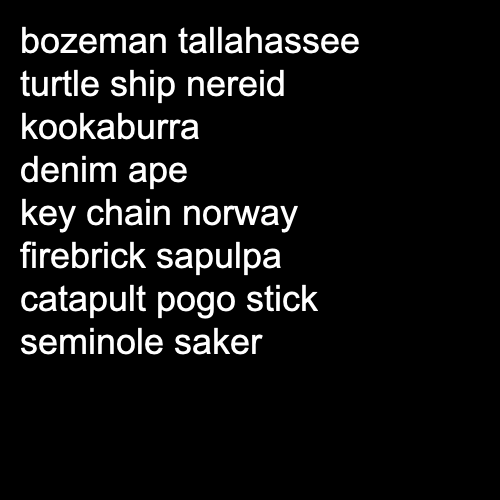 bozeman tallahassee
turtle ship nereid
kookaburra
denim ape
key chain norway
firebrick sapulpa
catapult pogo stick
seminole saker